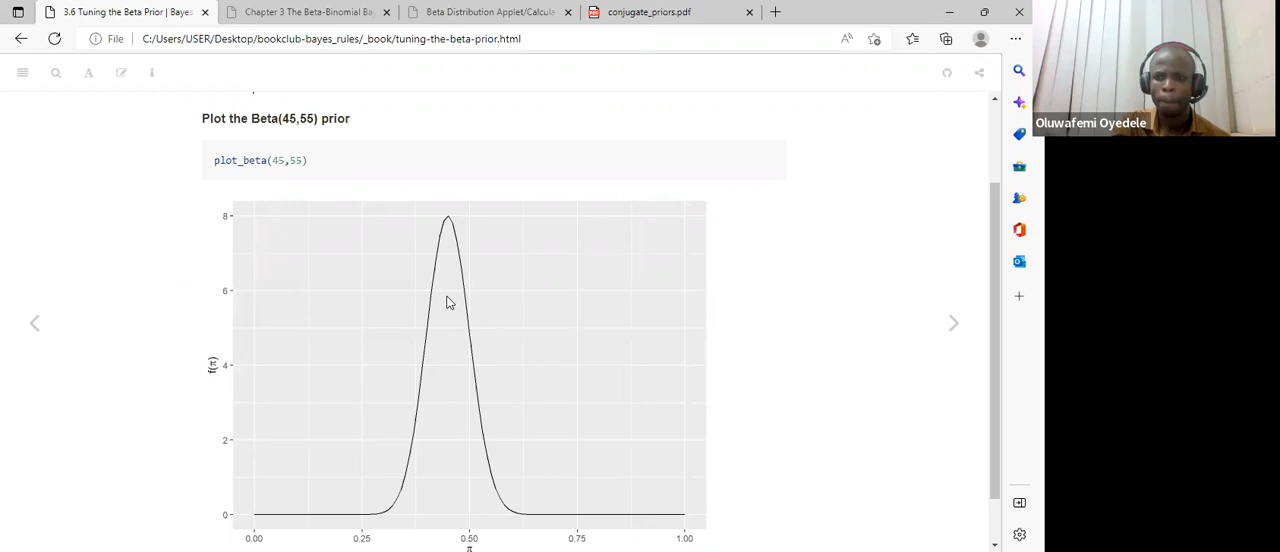 3.6 Tuning the Beta Prior | Bayes
Chapter 3 The Beta-Binomial Ba
Beta Distribution Applet/Calcula
conjugate_priors.pdf
File
C:/Users/USER/Desktop/bookclub-bayes_rules/_book/tuning-the-beta-prior.html
Oluwafemi Oyedele
Plot the Beta(45,55) prior
plot_beta(45,55)
8
6
f(π)
4
2
0
0.00 0.25 0.50 0.75 1.00
π